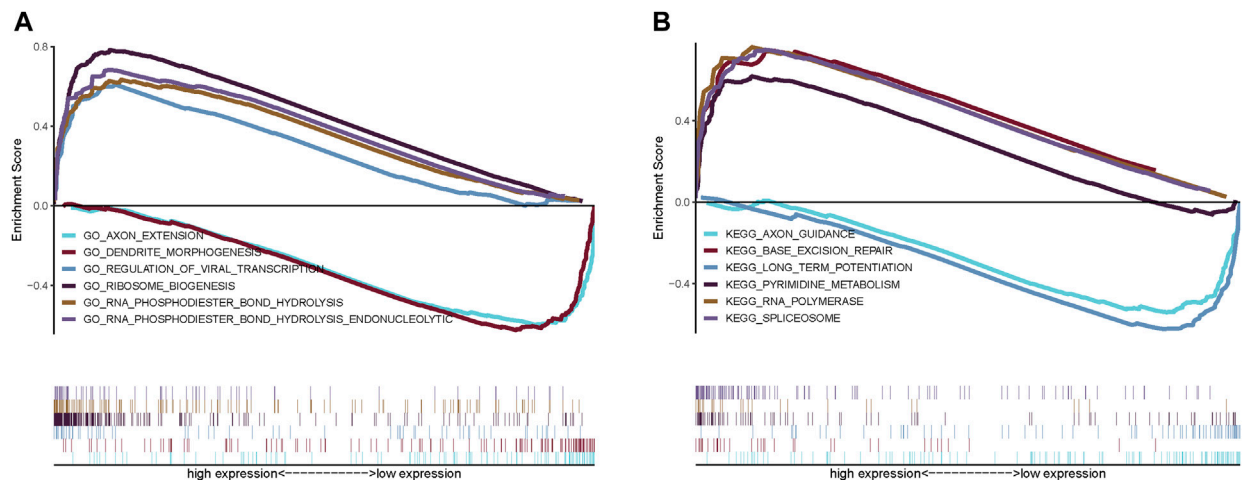 A
Enrichment Score
0.8
0.4
0.0
−0.4
GO_AXON_EXTENSION
GO_DENDRITE_MORPHOGENESIS
GO_REGULATION_OF_VIRAL_TRANSCRIPTION
GO_RIBOSOME_BIOGENESIS
GO_RNA_PHOSPHODIESTER_BOND_HYDROLYSIS
GO_RNA_PHOSPHODIESTER_BOND_HYDROLYSIS_ENDONUCLEOLYTIC
high expression<------------->low expression
B
Enrichment Score
0.4
0.0
−0.4
KEGG_AXON_GUIDANCE
KEGG_BASE_EXCISION_REPAIR
KEGG_LONG_TERM_POTENTIATION
KEGG_PYRIMIDINE_METABOLISM
KEGG_RNA_POLYMERASE
KEGG_SPLICEOSOME
high expression<------------->low expression